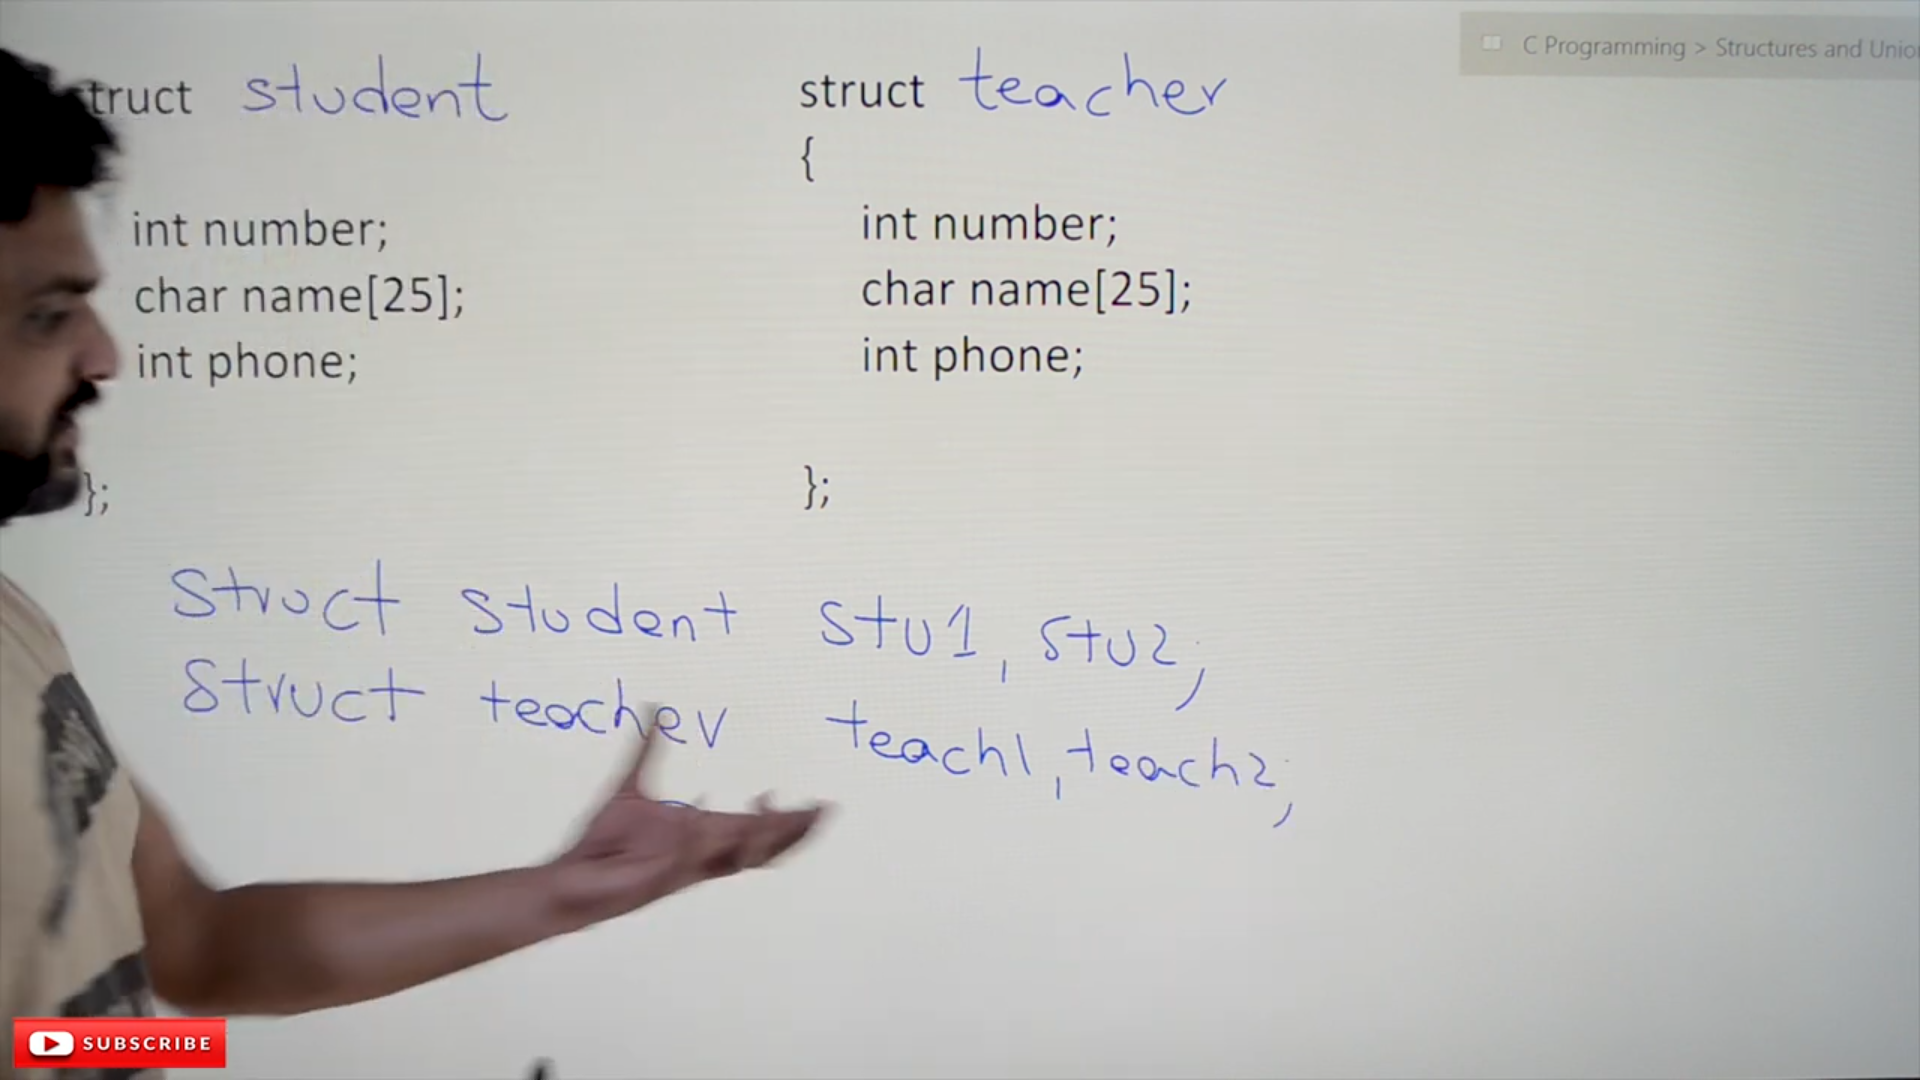 C Programming > Structures and Unio
truct student
int number;
char name[25];
int phone;
};
struct teacher
{
int number;
char name[25];
int phone;
};
Struct student stu1, stu2;
Struct teacher teach1, teach2;
SUBSCRIBE